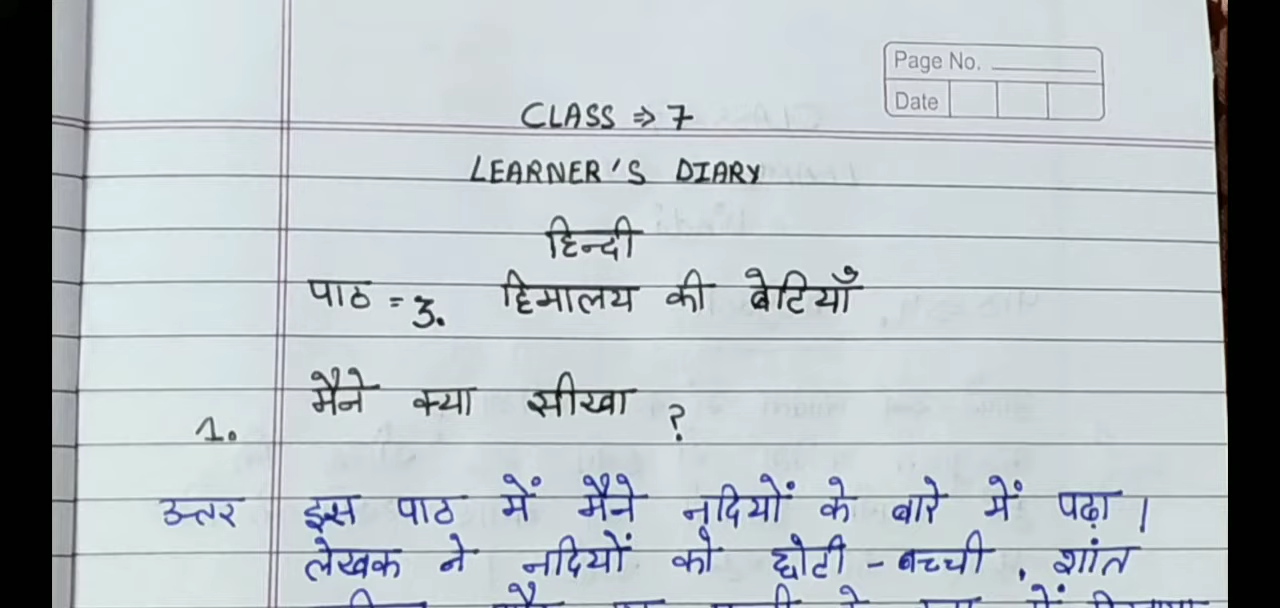 Page No.
Date
CLASS ⇒ 7
LEARNER'S DIARY
हिन्दी
पाठ = 3. हिमालय की बेटियाँ
1. मैंने क्या सीखा ?
उत्तर इस पाठ में मैंने नदियों के बारे में पढ़ा।
लेखक ने नदियों को छोटी - बच्ची, शांत